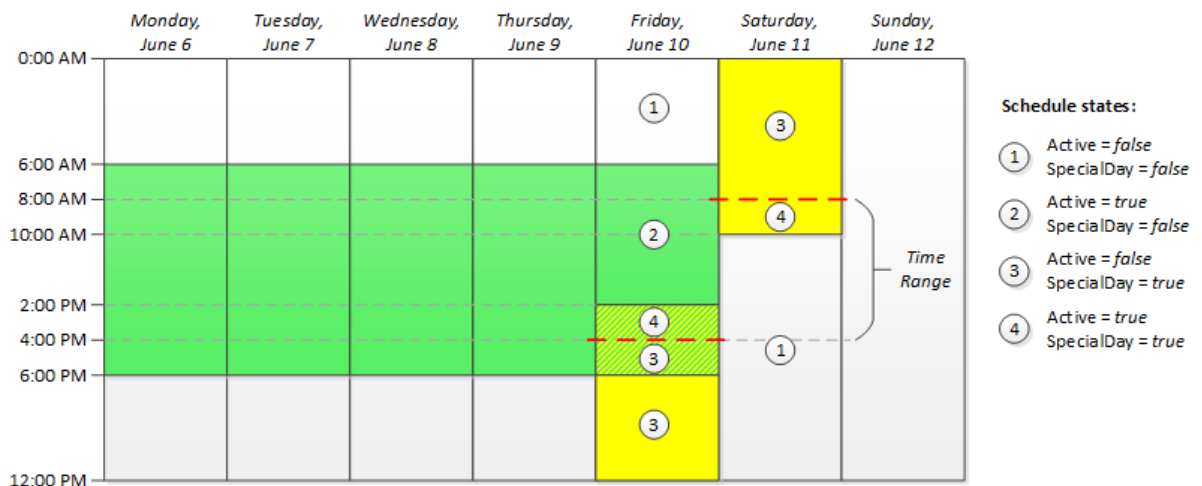 Monday,
June 6
Tuesday,
June 7
Wednesday,
June 8
Thursday,
June 9
Friday,
June 10
Saturday,
June 11
Sunday,
June 12
0:00 AM
6:00 AM
8:00 AM
10:00 AM
2:00 PM
4:00 PM
6:00 PM
12:00 PM
1
2
4
3
3
3
4
1
Time
Range
Schedule states:
1
Active = false
SpecialDay = false
2
Active = true
SpecialDay = false
3
Active = false
SpecialDay = true
4
Active = true
SpecialDay = true